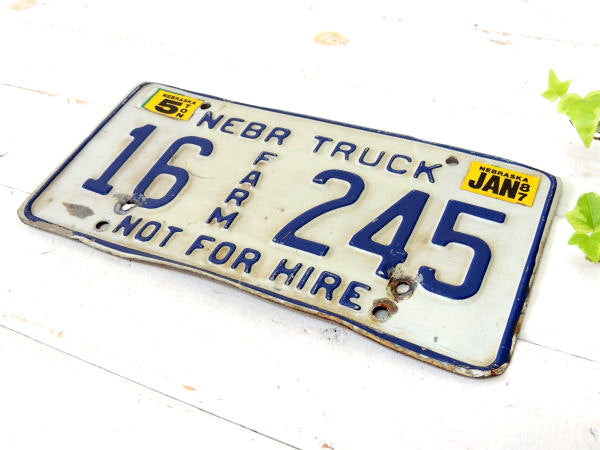 NEBRASKA
5 TON
NEBR TRUCK
NEBRASKA
JAN 87
16 FARM 245
NOT FOR HIRE